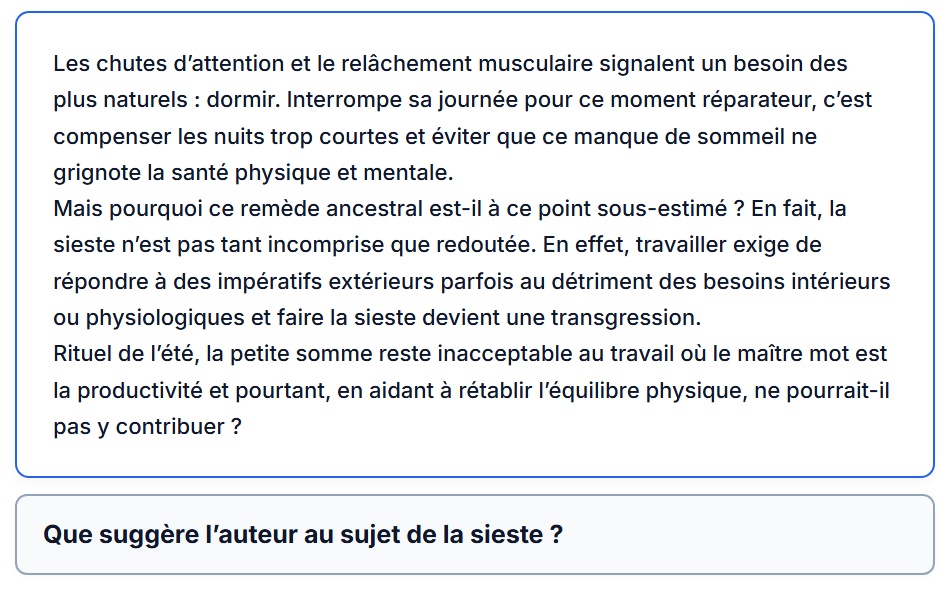 Les chutes d’attention et le relâchement musculaire signalent un besoin des
plus naturels : dormir. Interrompe sa journée pour ce moment réparateur, c’est
compenser les nuits trop courtes et éviter que ce manque de sommeil ne
grignote la santé physique et mentale.
Mais pourquoi ce remède ancestral est-il à ce point sous-estimé ? En fait, la
sieste n’est pas tant incomprise que redoutée. En effet, travailler exige de
répondre à des impératifs extérieurs parfois au détriment des besoins intérieurs
ou physiologiques et faire la sieste devient une transgression.
Rituel de l’été, la petite somme reste inacceptable au travail où le maître mot est
la productivité et pourtant, en aidant à rétablir l’équilibre physique, ne pourrait-il
pas y contribuer ?
Que suggère l’auteur au sujet de la sieste ?